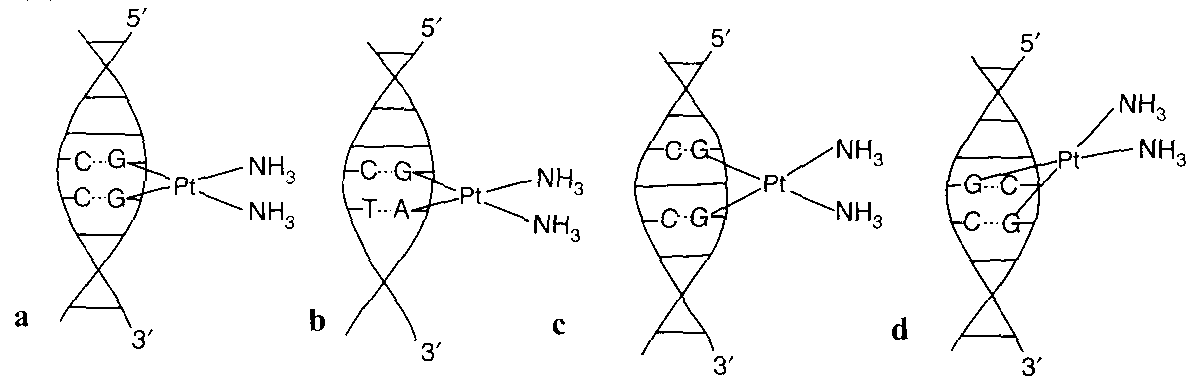 5′ 5′ 5′ 5′
NH₃
C··G NH₃ C··G NH₃ C··G NH₃ G··C Pt NH₃
C··G Pt NH₃ T··A Pt NH₃ C··G Pt NH₃ C··G
a b c d
3′ 3′ 3′ 3′